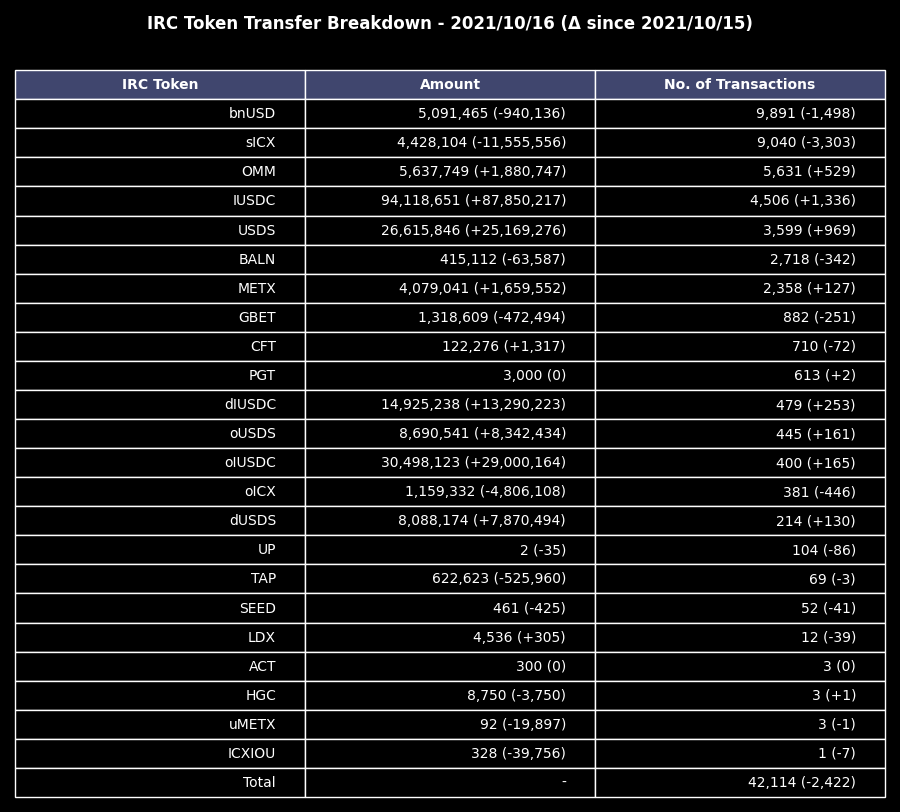 IRC Token Transfer Breakdown - 2021/10/16 (Δ since 2021/10/15)
IRC Token Amount No. of Transactions
bnUSD 5,091,465 (-940,136) 9,891 (-1,498)
sICX 4,428,104 (-11,555,556) 9,040 (-3,303)
OMM 5,637,749 (+1,880,747) 5,631 (+529)
IUSDC 94,118,651 (+87,850,217) 4,506 (+1,336)
USDS 26,615,846 (+25,169,276) 3,599 (+969)
BALN 415,112 (-63,587) 2,718 (-342)
METX 4,079,041 (+1,659,552) 2,358 (+127)
GBET 1,318,609 (-472,494) 882 (-251)
CFT 122,276 (+1,317) 710 (-72)
PGT 3,000 (0) 613 (+2)
dIUSDC 14,925,238 (+13,290,223) 479 (+253)
oUSDS 8,690,541 (+8,342,434) 445 (+161)
oIUSDC 30,498,123 (+29,000,164) 400 (+165)
oICX 1,159,332 (-4,806,108) 381 (-446)
dUSDS 8,088,174 (+7,870,494) 214 (+130)
UP 2 (-35) 104 (-86)
TAP 622,623 (-525,960) 69 (-3)
SEED 461 (-425) 52 (-41)
LDX 4,536 (+305) 12 (-39)
ACT 300 (0) 3 (0)
HGC 8,750 (-3,750) 3 (+1)
uMETX 92 (-19,897) 3 (-1)
ICXIOU 328 (-39,756) 1 (-7)
Total - 42,114 (-2,422)